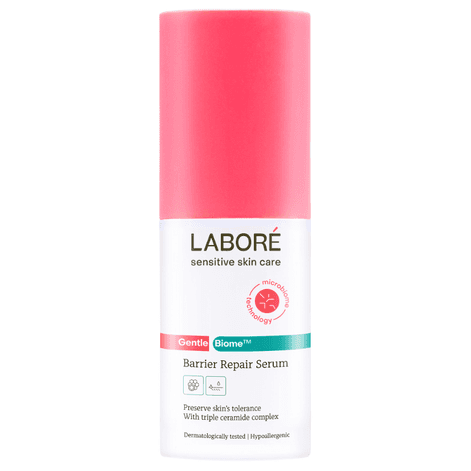 LABORÉ
sensitive skin care
microbiome
technology
Gentle Biome™
Barrier Repair Serum
Preserve skin's tolerance
With triple ceramide complex
Dermatologically tested | Hypoallergenic